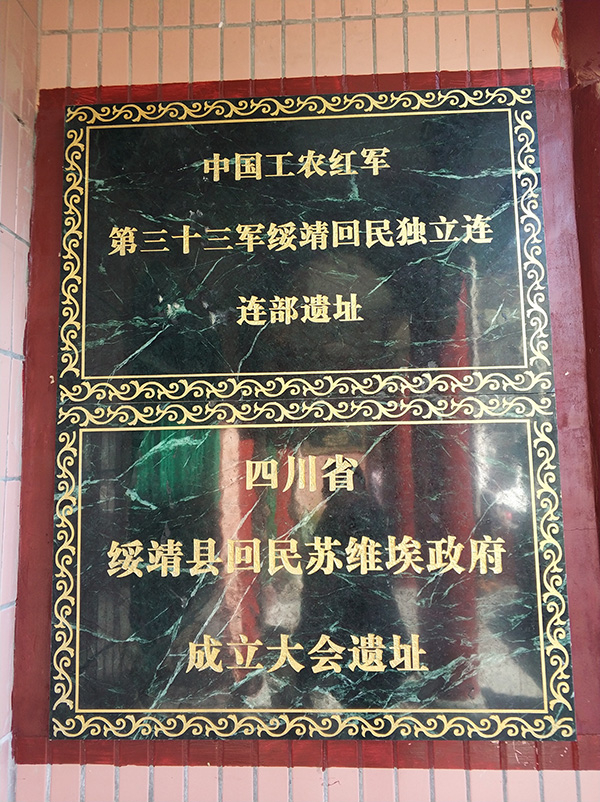 中国工农红军
第三十三军绥靖回民独立连
连部遗址
四川省
绥靖县回民苏维埃政府
成立大会遗址